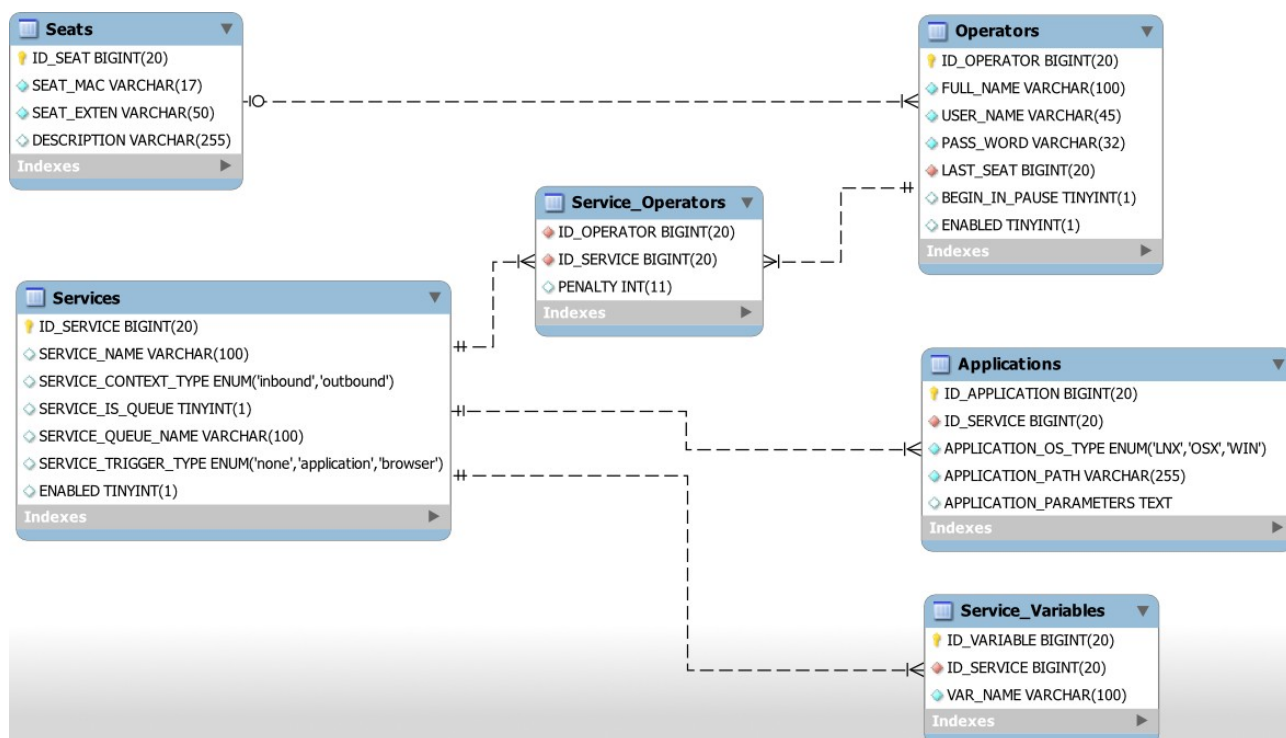 Seats
ID_SEAT BIGINT(20)
SEAT_MAC VARCHAR(17)
SEAT_EXTEN VARCHAR(50)
DESCRIPTION VARCHAR(255)
Indexes
Operators
ID_OPERATOR BIGINT(20)
FULL_NAME VARCHAR(100)
USER_NAME VARCHAR(45)
PASS_WORD VARCHAR(32)
LAST_SEAT BIGINT(20)
BEGIN_IN_PAUSE TINYINT(1)
ENABLED TINYINT(1)
Indexes
Service_Operators
ID_OPERATOR BIGINT(20)
ID_SERVICE BIGINT(20)
PENALTY INT(11)
Indexes
Services
ID_SERVICE BIGINT(20)
SERVICE_NAME VARCHAR(100)
SERVICE_CONTEXT_TYPE ENUM('inbound','outbound')
SERVICE_IS_QUEUE TINYINT(1)
SERVICE_QUEUE_NAME VARCHAR(100)
SERVICE_TRIGGER_TYPE ENUM('none','application','browser')
ENABLED TINYINT(1)
Indexes
Applications
ID_APPLICATION BIGINT(20)
ID_SERVICE BIGINT(20)
APPLICATION_OS_TYPE ENUM('LNX','OSX','WIN')
APPLICATION_PATH VARCHAR(255)
APPLICATION_PARAMETERS TEXT
Indexes
Service_Variables
ID_VARIABLE BIGINT(20)
ID_SERVICE BIGINT(20)
VAR_NAME VARCHAR(100)
Indexes